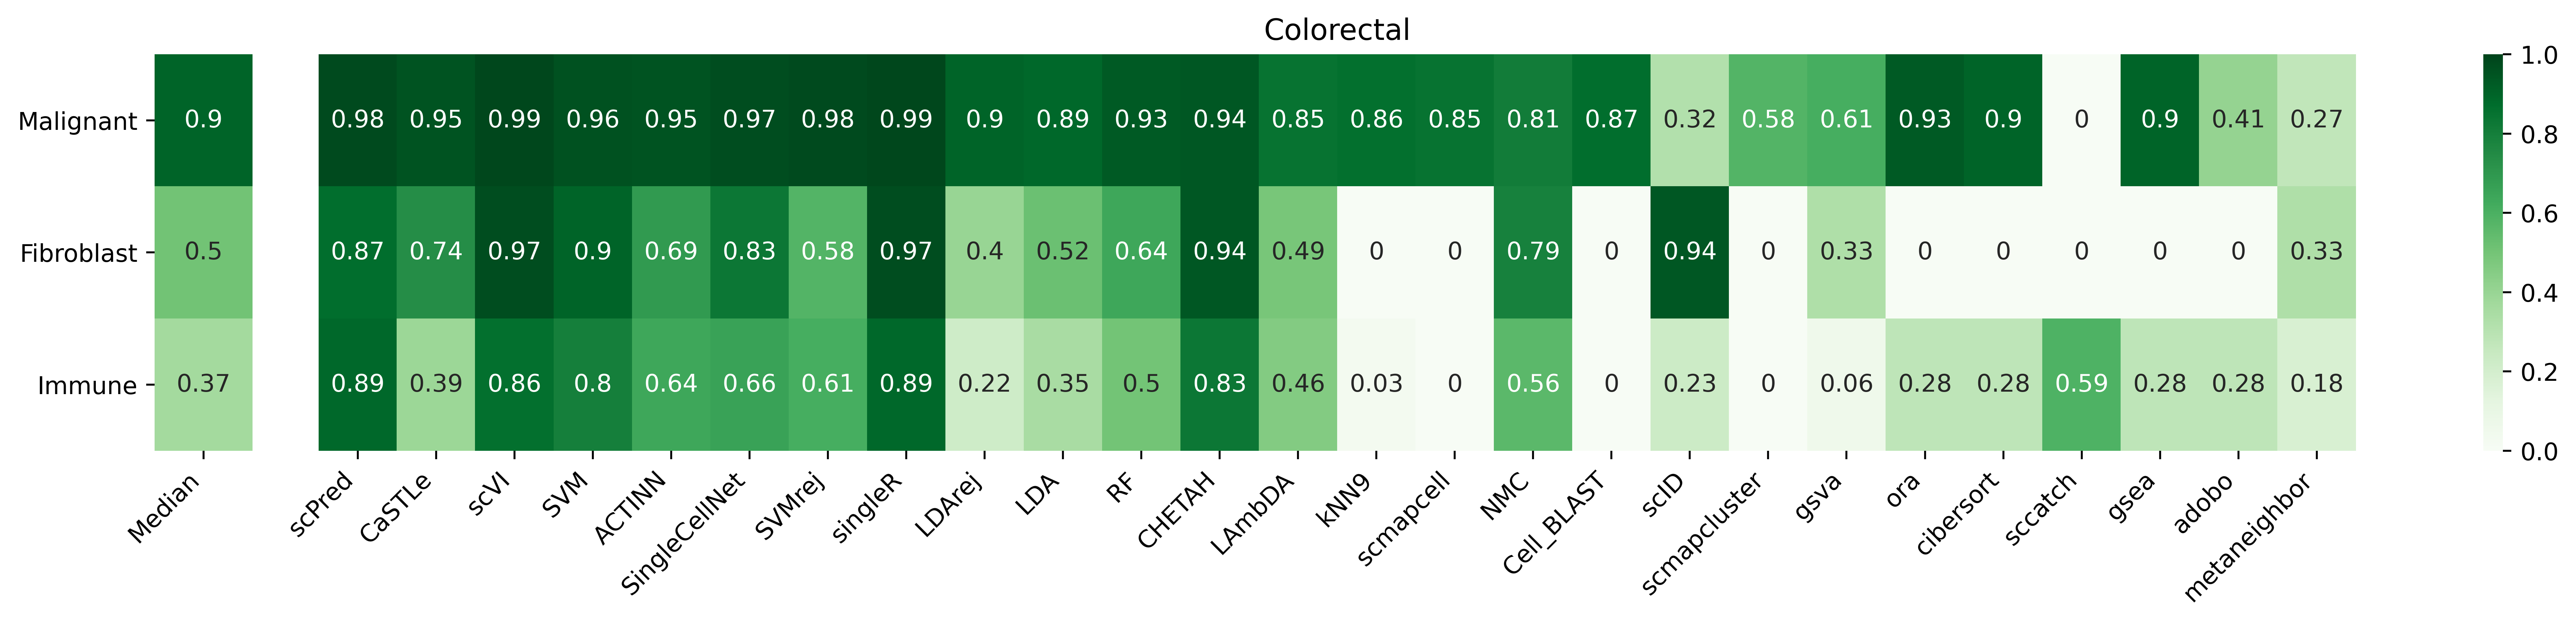 Colorectal
Malignant 0.9 0.98 0.95 0.99 0.96 0.95 0.97 0.98 0.99 0.9 0.89 0.93 0.94 0.85 0.86 0.85 0.81 0.87 0.32 0.58 0.61 0.93 0.9 0 0.9 0.41 0.27
Fibroblast 0.5 0.87 0.74 0.97 0.9 0.69 0.83 0.58 0.97 0.4 0.52 0.64 0.94 0.49 0 0 0.79 0 0.94 0 0.33 0 0 0 0 0 0.33
Immune 0.37 0.89 0.39 0.86 0.8 0.64 0.66 0.61 0.89 0.22 0.35 0.5 0.83 0.46 0.03 0 0.56 0 0.23 0 0.06 0.28 0.28 0.59 0.28 0.28 0.18
Median scPred CaSTLe scVI SVM ACTINN SingleCellNet SVMrej singleR LDArej LDA RF CHETAH LAmbDA kNN9 scmapcell NMC Cell_BLAST scID scmapcluster gsva ora cibersort sccatch gsea adobo metaneighbor
1.0
0.8
0.6
0.4
0.2
0.0